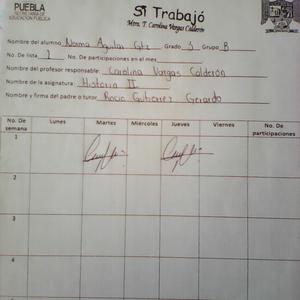 PUEBLA
SECRETARÍA DE
EDUCACIÓN PÚBLICA
Sí Trabajó
Mtra. T. Carolina Vargas Calderón
Nombre del alumno Naima Aguilar Gtz Grado 3 Grupo B
No. De lista 1 No. De participaciones en el mes
Nombre del profesor responsable: Carolina Vargas Calderón
Nombre de la asignatura: Historia II
Nombre y firma del padre o tutor Rocio Gutierrez Gerardo
No. De semana Lunes Martes Miércoles Jueves Viernes No. De participaciones
1
2
3
4